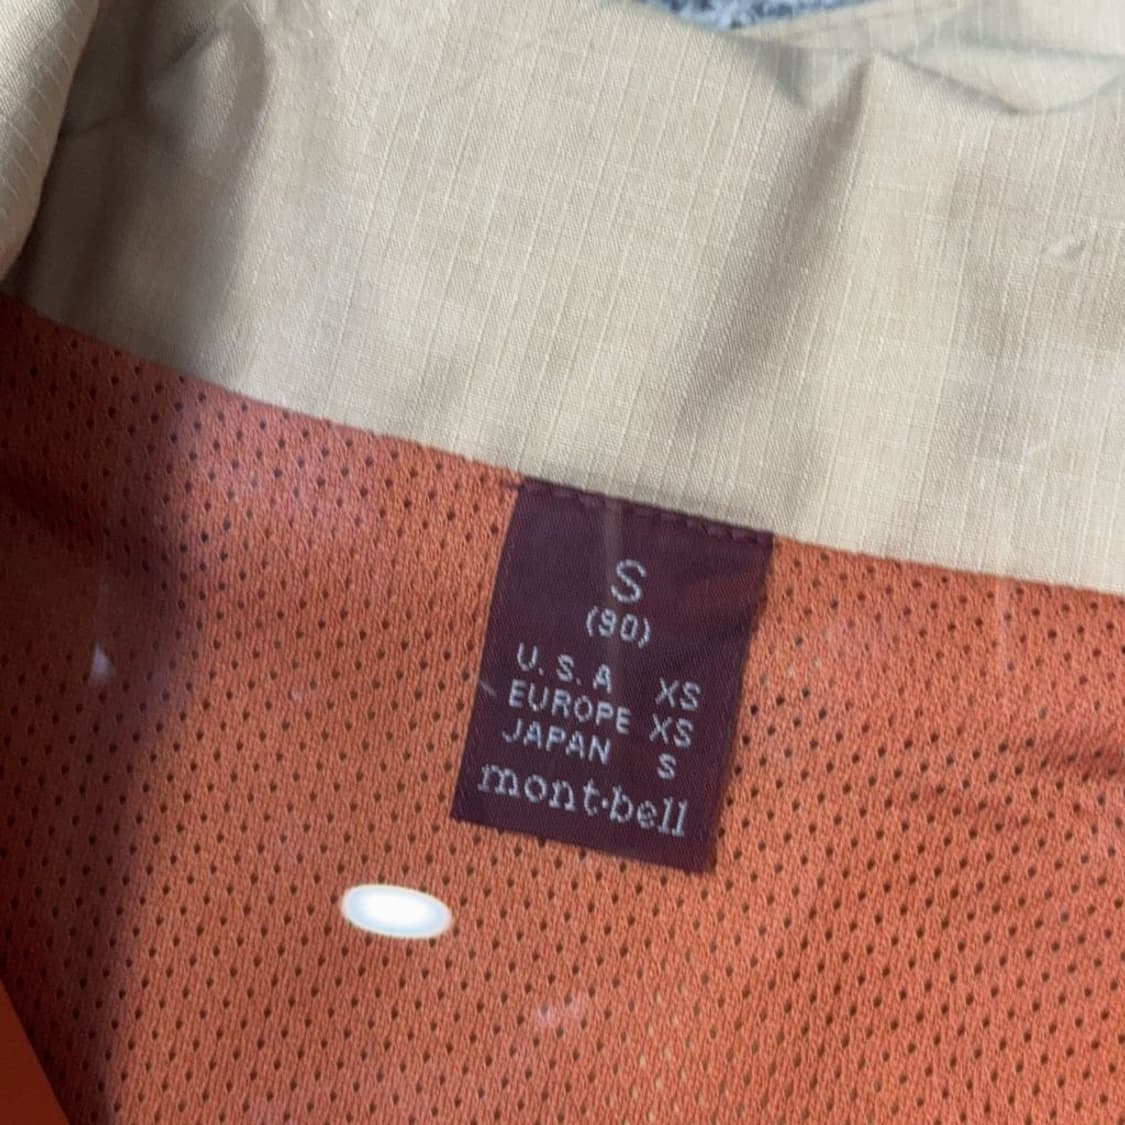 S
(90)
U.S.A XS
EUROPE XS
JAPAN S
mont·bell